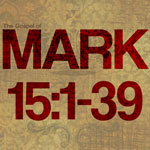 The Gospel of
MARK
15:1-39